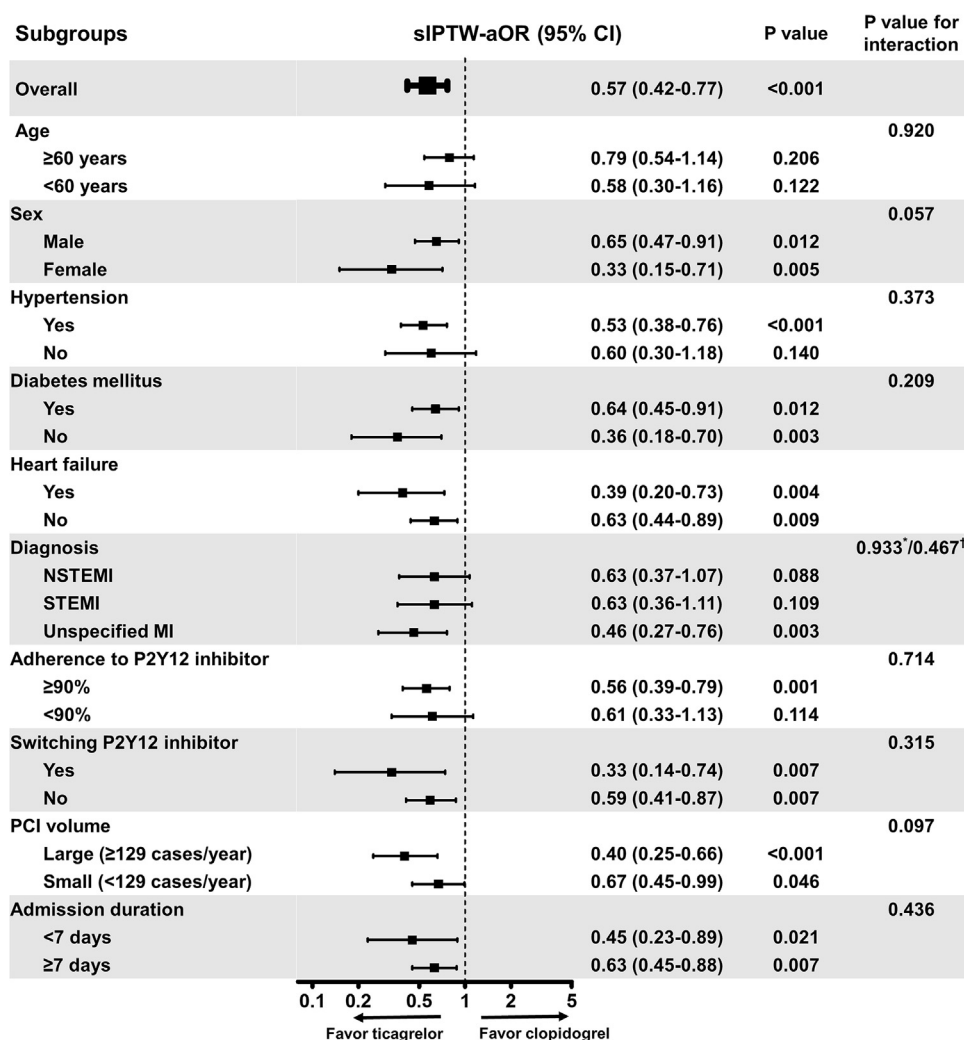 Subgroups sIPTW-aOR (95% CI) P value P value for interaction
Overall 0.57 (0.42-0.77) <0.001
Age 0.920
≥60 years 0.79 (0.54-1.14) 0.206
<60 years 0.58 (0.30-1.16) 0.122
Sex 0.057
Male 0.65 (0.47-0.91) 0.012
Female 0.33 (0.15-0.71) 0.005
Hypertension 0.373
Yes 0.53 (0.38-0.76) <0.001
No 0.60 (0.30-1.18) 0.140
Diabetes mellitus 0.209
Yes 0.64 (0.45-0.91) 0.012
No 0.36 (0.18-0.70) 0.003
Heart failure
Yes 0.39 (0.20-0.73) 0.004
No 0.63 (0.44-0.89) 0.009
Diagnosis 0.933*/0.467†
NSTEMI 0.63 (0.37-1.07) 0.088
STEMI 0.63 (0.36-1.11) 0.109
Unspecified MI 0.46 (0.27-0.76) 0.003
Adherence to P2Y12 inhibitor 0.714
≥90% 0.56 (0.39-0.79) 0.001
<90% 0.61 (0.33-1.13) 0.114
Switching P2Y12 inhibitor 0.315
Yes 0.33 (0.14-0.74) 0.007
No 0.59 (0.41-0.87) 0.007
PCI volume 0.097
Large (≥129 cases/year) 0.40 (0.25-0.66) <0.001
Small (<129 cases/year) 0.67 (0.45-0.99) 0.046
Admission duration 0.436
<7 days 0.45 (0.23-0.89) 0.021
≥7 days 0.63 (0.45-0.88) 0.007
0.1 0.2 0.5 1 2 5
Favor ticagrelor Favor clopidogrel